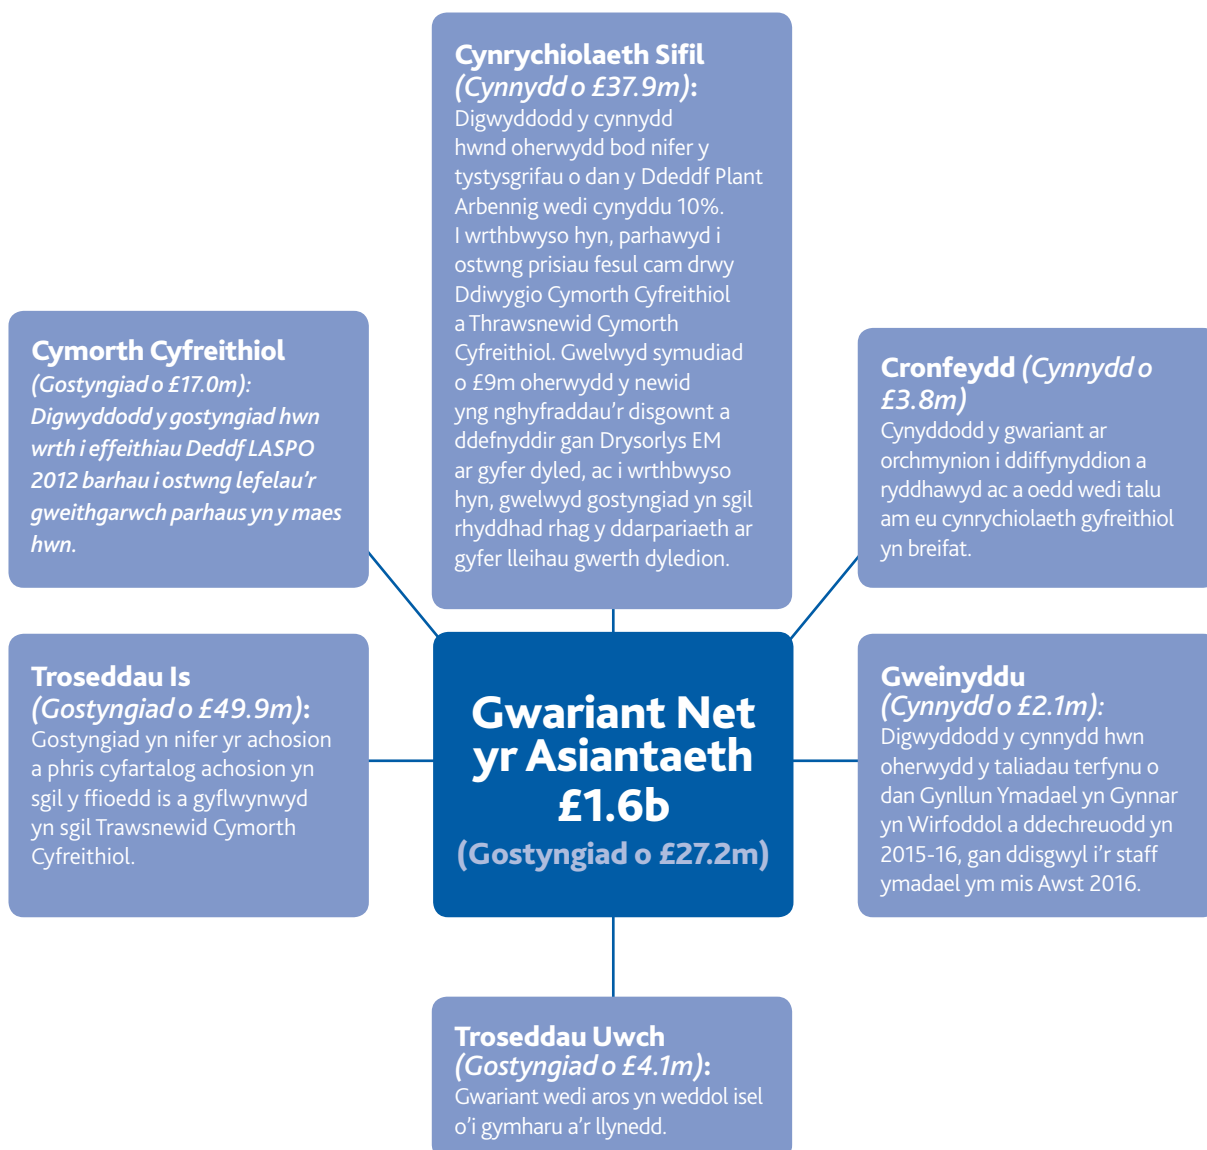 Cynrychiolaeth Sifil
(Cynnydd o £37.9m):
Digwyddodd y cynnydd
hwnd oherwydd bod nifer y
tystysgrifau o dan y Ddeddf Plant
Arbennig wedi cynyddu 10%.
I wrthbwyso hyn, parhawyd i
ostwng prisiau fesul cam drwy
Ddiwygio Cymorth Cyfreithiol
a Thrawsnewid Cymorth
Cyfreithiol. Gwelwyd symudiad
o £9m oherwydd y newid
yng nghyfraddau'r disgownt a
ddefnyddir gan Drysorlys EM
ar gyfer dyled, ac i wrthbwyso
hyn, gwelwyd gostyngiad yn sgil
rhyddhad rhag y ddarpariaeth ar
gyfer lleihau gwerth dyledion.
Cymorth Cyfreithiol
(Gostyngiad o £17.0m):
Digwyddodd y gostyngiad hwn
wrth i effeithiau Deddf LASPO
2012 barhau i ostwng lefelau'r
gweithgarwch parhaus yn y maes
hwn.
Cronfeydd (Cynnydd o
£3.8m)
Cynyddodd y gwariant ar
orchmynion i ddiffynyddion a
ryddhawyd ac a oedd wedi talu
am eu cynrychiolaeth gyfreithiol
yn breifat.
Troseddau Is
(Gostyngiad o £49.9m):
Gostyngiad yn nifer yr achosion
a phris cyfartalog achosion yn
sgil y ffioedd is a gyflwynwyd
yn sgil Trawsnewid Cymorth
Cyfreithiol.
Gwariant Net
yr Asiantaeth
£1.6b
(Gostyngiad o £27.2m)
Gweinyddu
(Cynnydd o £2.1m):
Digwyddodd y cynnydd hwn
oherwydd y taliadau terfynu o
dan Gynllun Ymadael yn Gynnar
yn Wirfoddol a ddechreuodd yn
2015-16, gan ddisgwyl i'r staff
ymadael ym mis Awst 2016.
Troseddau Uwch
(Gostyngiad o £4.1m):
Gwariant wedi aros yn weddol isel
o'i gymharu a'r llynedd.